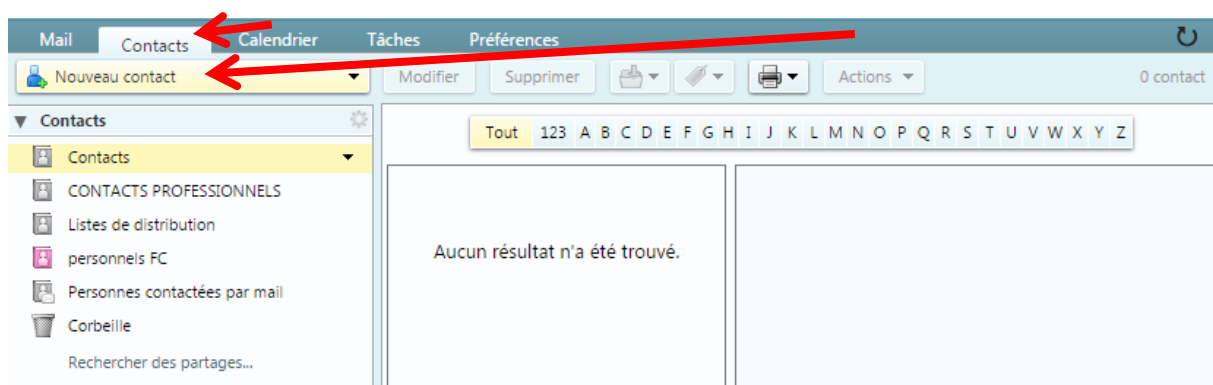 Mail Contacts Calendrier Tâches Préférences
Nouveau contact Modifier Supprimer Actions 0 contact
Contacts
Tout 123 A B C D E F G H I J K L M N O P Q R S T U V W X Y Z
Contacts
CONTACTS PROFESSIONNELS
Listes de distribution
personnels FC
Aucun résultat n'a été trouvé.
Personnes contactées par mail
Corbeille
Rechercher des partages...